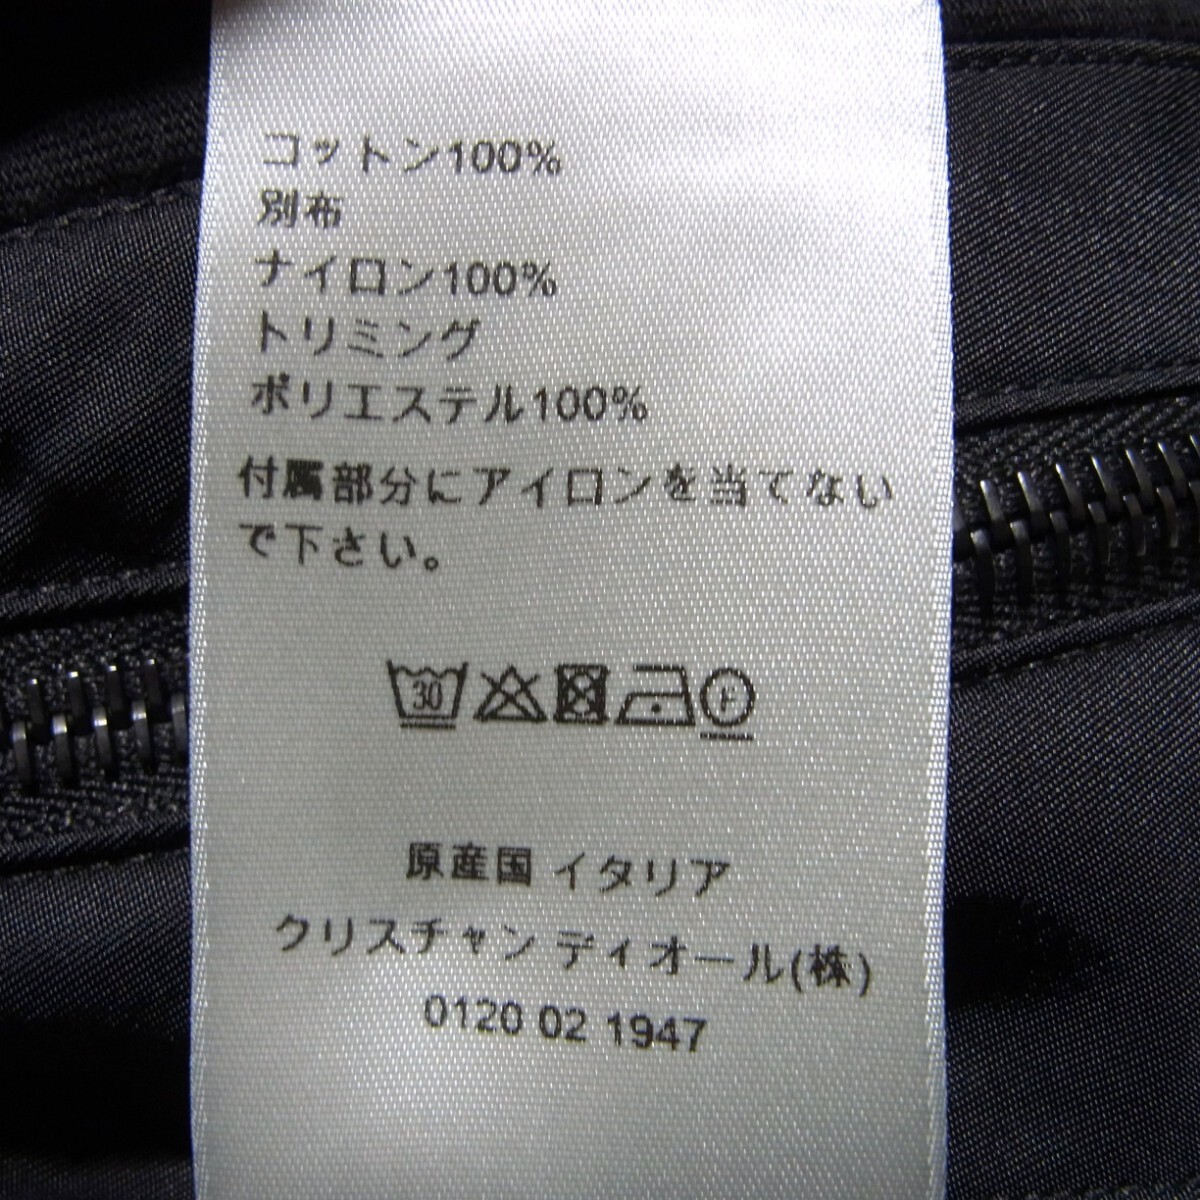 コットン100%
別布
ナイロン100%
トリミング
ポリエステル100%
付属部分にアイロンを当てない
で下さい。
30 F
原産国 イタリア
クリスチャン ディオール(株)
0120 02 1947